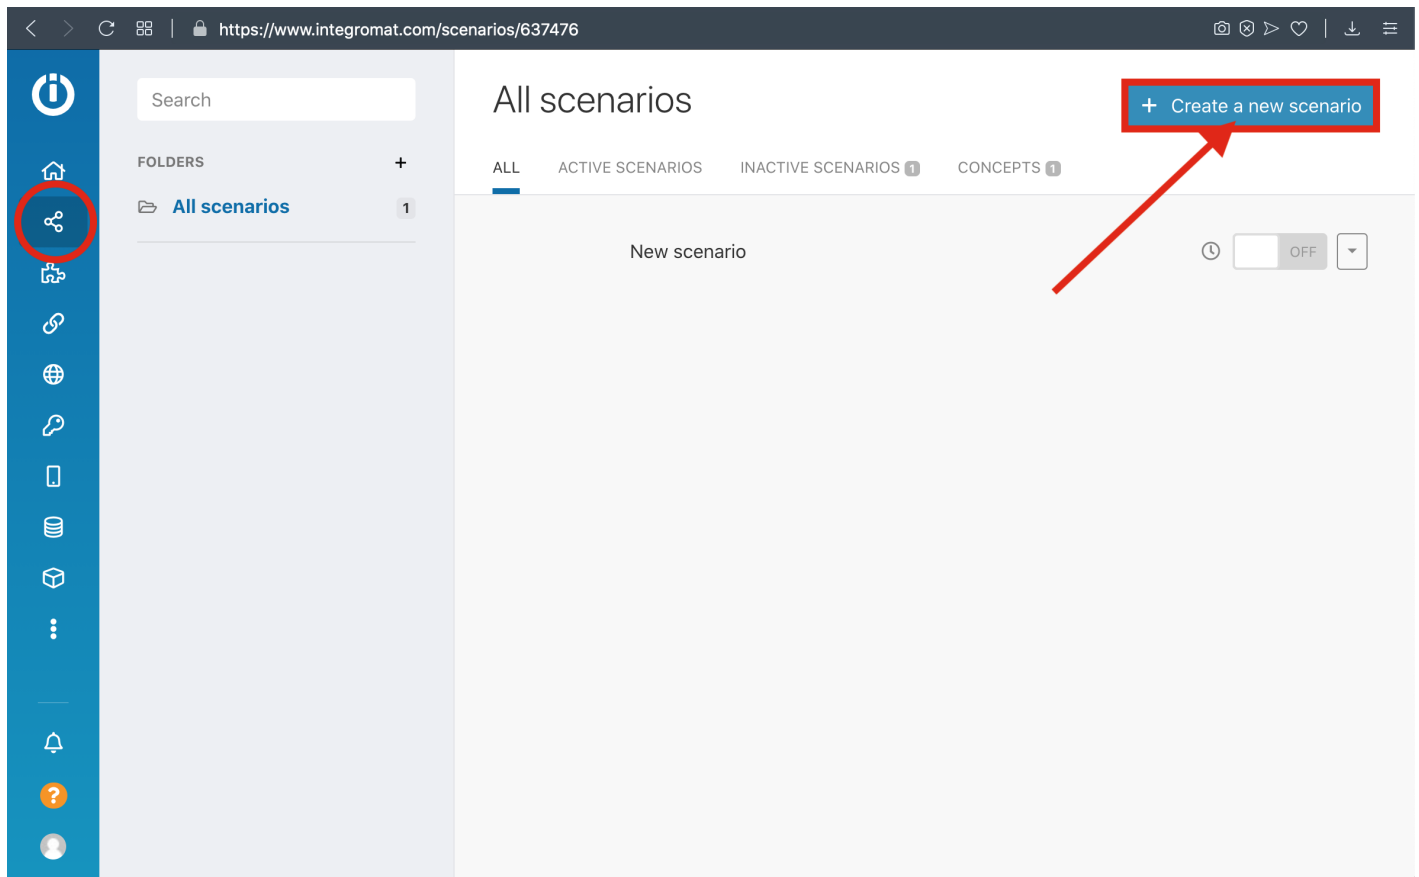 https://www.integromat.com/scenarios/637476
Search
FOLDERS +
All scenarios 1
All scenarios
+ Create a new scenario
ALL ACTIVE SCENARIOS INACTIVE SCENARIOS 1 CONCEPTS 1
New scenario
OFF
?